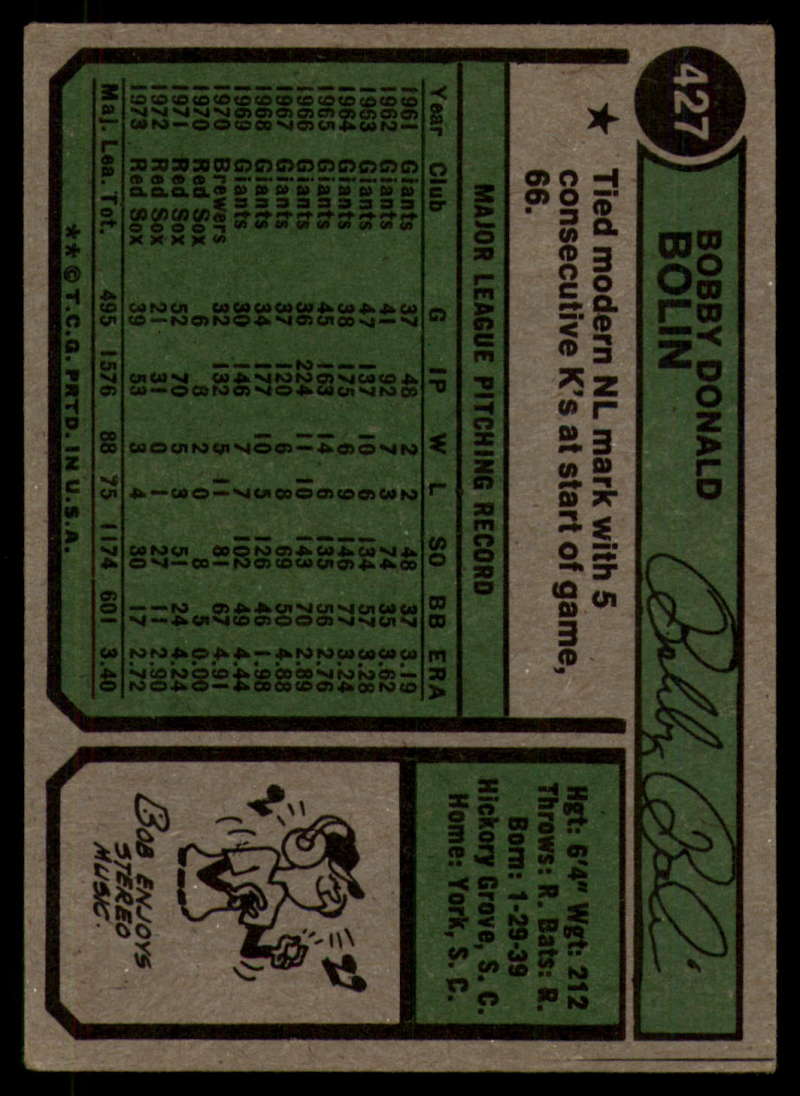 427
BOBBY DONALD
BOLIN
Bobby Bolin
★ Tied modern NL mark with 5
consecutive K's at start of game,
66.
MAJOR LEAGUE PITCHING RECORD
Year Club G IP W L SO BB ERA
1961 Giants 37 48 2 2 48 37 3.19
1962 Giants 41 92 7 3 74 35 3.62
1963 Giants 47 137 10 6 134 57 3.28
1964 Giants 38 175 6 9 146 77 3.24
1965 Giants 45 163 14 6 135 56 2.76
1966 Giants 36 224 11 10 143 70 2.89
1967 Giants 37 120 6 8 69 50 4.88
1968 Giants 34 177 10 5 126 46 1.98
1969 Giants 30 146 7 7 102 49 4.44
1970 Brewers 32 132 5 11 81 67 4.91
1970 Red Sox 6 8 2 0 8 5 0.00
1971 Red Sox 52 70 5 3 51 24 4.24
1972 Red Sox 21 31 0 1 27 11 2.90
1973 Red Sox 39 53 3 4 30 17 2.72
Maj. Lea. Tot. 495 1576 88 75 1174 601 3.40
**©T.C.G. PRTD. IN U.S.A.
Hgt: 6'4" Wgt: 212
Throws: R. Bats: R.
Born: 1-29-39
Hickory Grove, S. C.
Home: York, S. C.
BOB ENJOYS
STEREO
MUSIC.